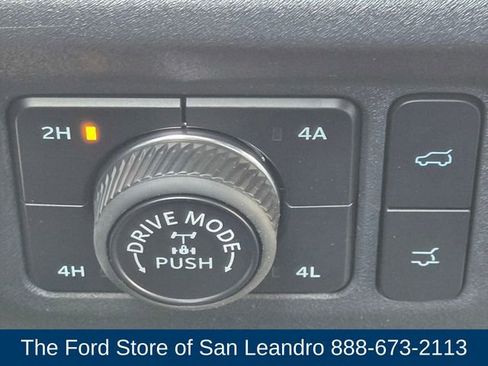 2H 4A
DRIVE MODE
PUSH
4H 4L
The Ford Store of San Leandro 888-673-2113